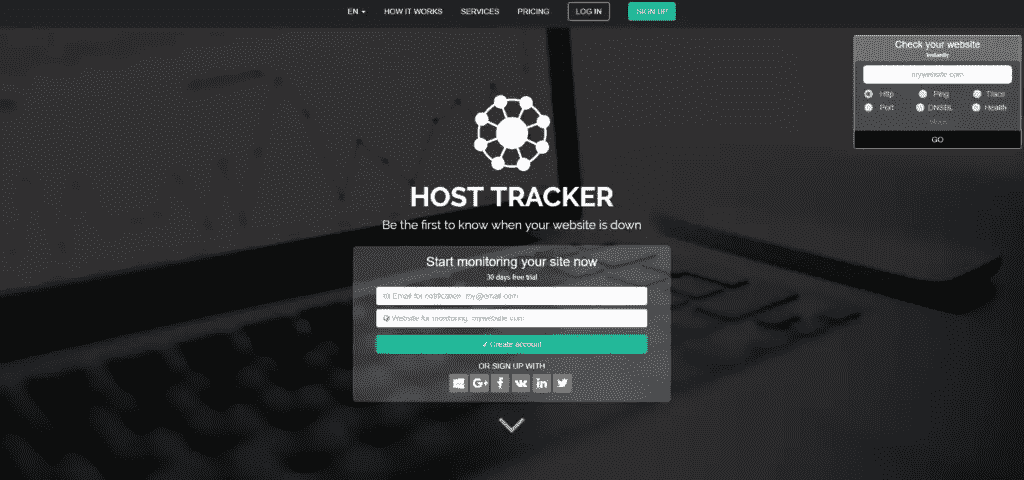 EN HOW IT WORKS SERVICES PRICING LOG IN SIGN UP
Check your website
Instantly
mywebsite.com
Http Ping Trace
Port DNSBL Health
More
GO
HOST TRACKER
Be the first to know when your website is down
Start monitoring your site now
30 days free trial
Email for notification: my@email.com
Website for monitoring: mywebsite.com
✓ Create account
OR SIGN UP WITH